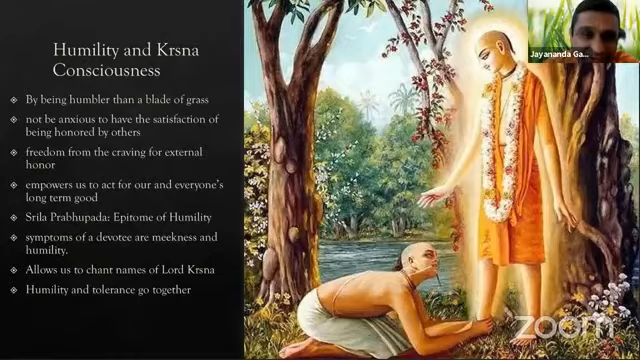 Humility and Krsna
Consciousness
By being humbler than a blade of grass
not be anxious to have the satisfaction of
being honored by others
freedom from the craving for external
honor
empowers us to act for our and everyone's
long term good
Srila Prabhupada: Epitome of Humility
symptoms of a devotee are meekness and
humility.
Allows us to chant names of Lord Krsna
Humility and tolerance go together
Jayananda Ga...
zoom